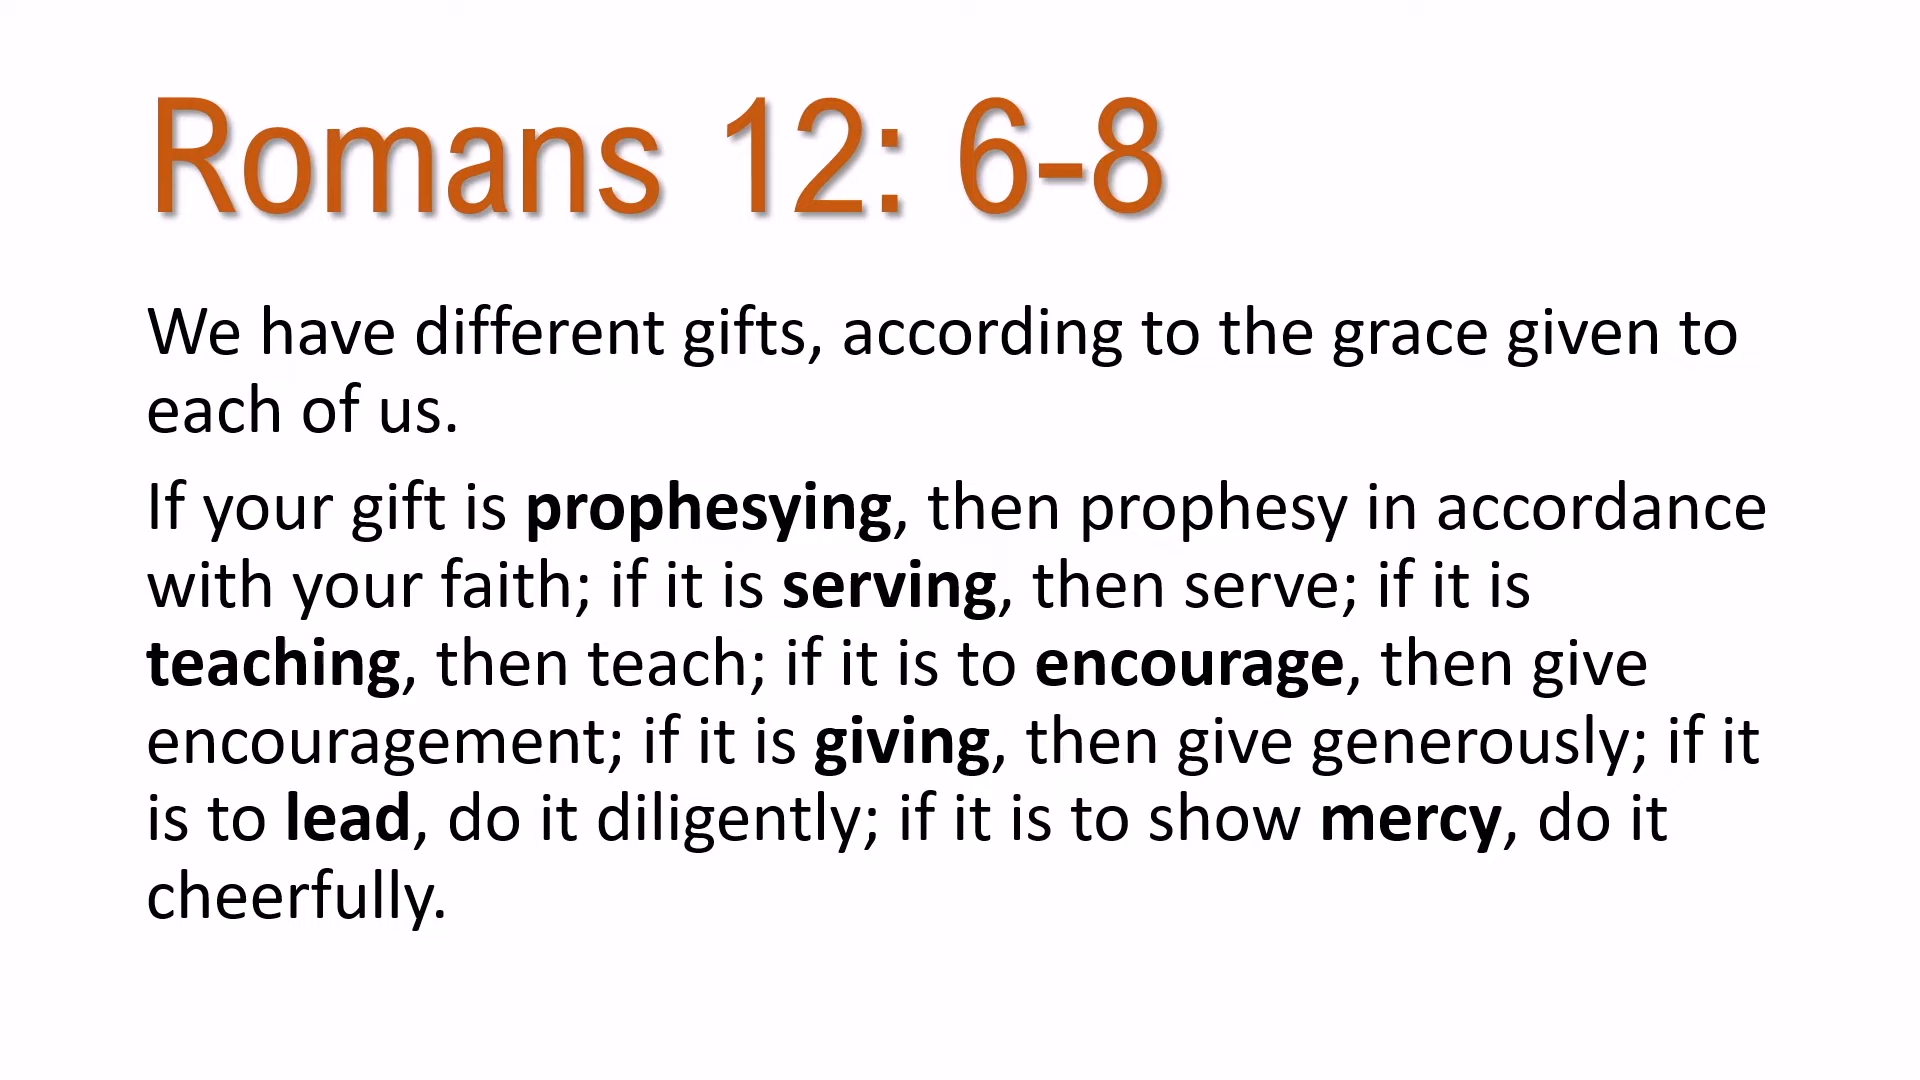 Romans 12: 6-8
We have different gifts, according to the grace given to
each of us.
If your gift is prophesying, then prophesy in accordance
with your faith; if it is serving, then serve; if it is
teaching, then teach; if it is to encourage, then give
encouragement; if it is giving, then give generously; if it
is to lead, do it diligently; if it is to show mercy, do it
cheerfully.